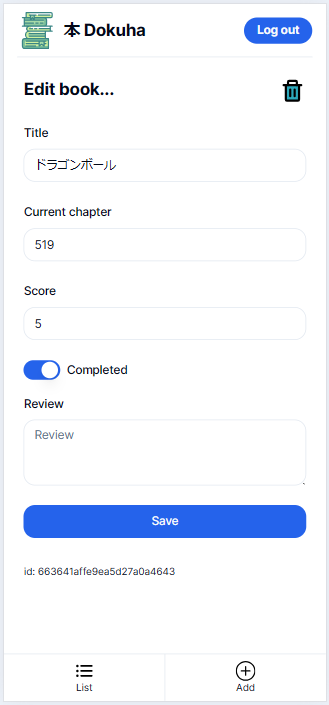 本 Dokuha
Log out
Edit book...
Title
ドラゴンボール
Current chapter
519
Score
5
Completed
Review
Review
Save
id: 663641affe9ea5d27a0a4643
List
Add